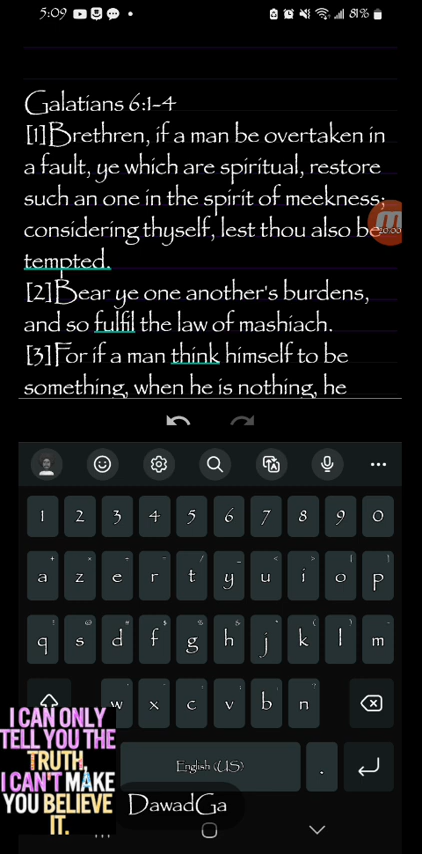 5:09 81%
Galatians 6:1-4
[1]Brethren, if a man be overtaken in
a fault, ye which are spiritual, restore
such an one in the spirit of meekness;
considering thyself, lest thou also be
tempted.
20:00
[2]Bear ye one another's burdens,
and so fulfil the law of mashiach.
[3]For if a man think himself to be
something, when he is nothing, he
1 2 3 4 5 6 7 8 9 0
a z e r t y u i o p
q s d f g h j k l m
w x c v b n
English (US) .
I CAN ONLY
TELL YOU THE
TRUTH,
I CAN'T MAKE
YOU BELIEVE
IT.
DawadGa